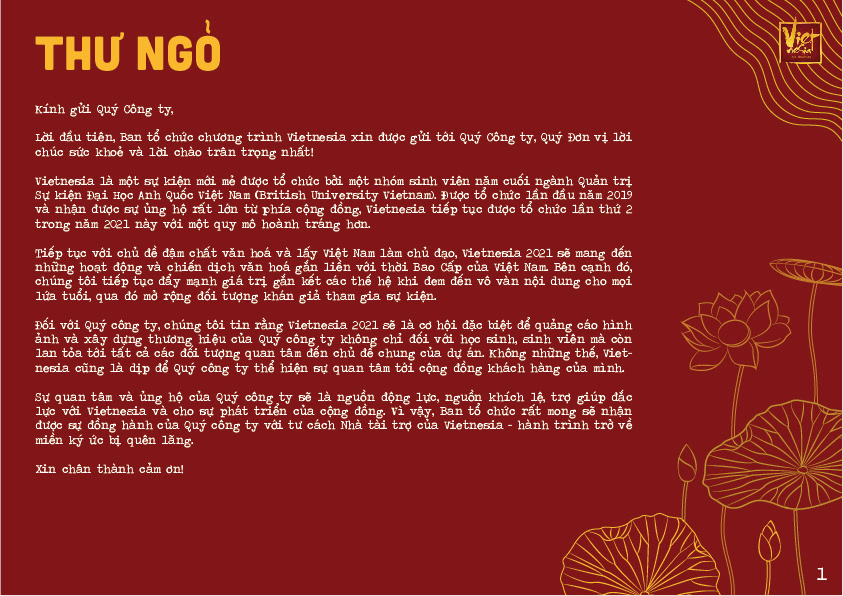 THƯ NGỎ
Việt
nesia
Kính gửi Quý Công ty,
Lời đầu tiên, Ban tổ chức chương trình Vietnesia xin được gửi tới Quý Công ty, Quý Đơn vị lời
chúc sức khoẻ và lời chào trân trọng nhất!
Vietnesia là một sự kiện mới mẻ được tổ chức bởi một nhóm sinh viên năm cuối ngành Quản trị
Sự kiện Đại Học Anh Quốc Việt Nam (British University Vietnam). Được tổ chức lần đầu năm 2019
và nhận được sự ủng hộ rất lớn từ phía cộng đồng, Vietnesia tiếp tục được tổ chức lần thứ 2
trong năm 2021 này với một quy mô hoành tráng hơn.
Tiếp tục với chủ đề đậm chất văn hoá và lấy Việt Nam làm chủ đạo, Vietnesia 2021 sẽ mang đến
những hoạt động và chiến dịch văn hoá gắn liền với thời Bao Cấp của Việt Nam. Bên cạnh đó,
chúng tôi tiếp tục đẩy mạnh giá trị gắn kết các thế hệ khi đem đến vô vàn nội dung cho mọi
lứa tuổi, qua đó mở rộng đối tượng khán giả tham gia sự kiện.
Đối với Quý công ty, chúng tôi tin rằng Vietnesia 2021 sẽ là cơ hội đặc biệt để quảng cáo hình
ảnh và xây dựng thương hiệu của Quý công ty không chỉ đối với học sinh, sinh viên mà còn
lan tỏa tới tất cả các đối tượng quan tâm đến chủ đề chung của dự án. Không những thế, Viet-
nesia cũng là dịp để Quý công ty thể hiện sự quan tâm tới cộng đồng khách hàng của mình.
Sự quan tâm và ủng hộ của Quý công ty sẽ là nguồn động lực, nguồn khích lệ, trợ giúp đắc
lực với Vietnesia và cho sự phát triển của cộng đồng. Vì vậy, Ban tổ chức rất mong sẽ nhận
được sự đồng hành của Quý công ty với tư cách Nhà tài trợ của Vietnesia - hành trình trở về
miền ký ức bị quên lãng.
Xin chân thành cảm ơn!
1